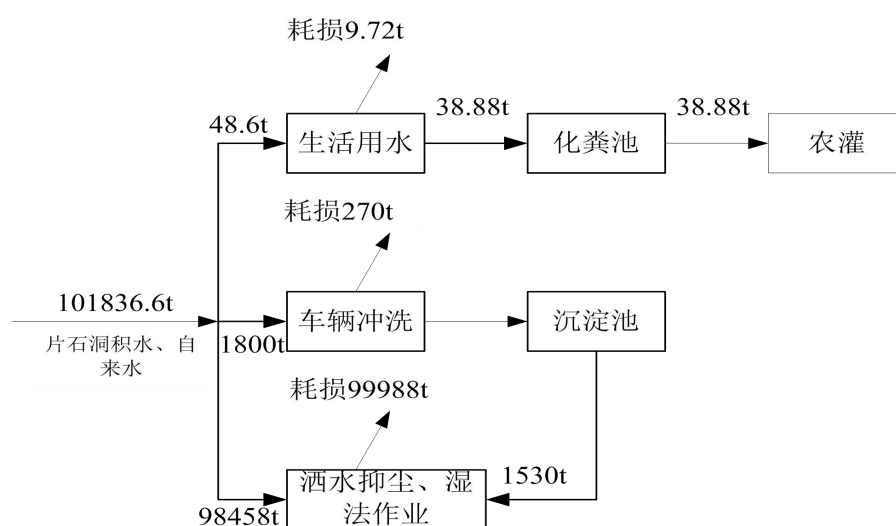 耗损9.72t
48.6t
生活用水
38.88t
化粪池
38.88t
农灌
耗损270t
101836.6t
片石洞积水、自
来水
1800t
车辆冲洗
沉淀池
耗损99988t
98458t
洒水抑尘、湿
法作业
1530t